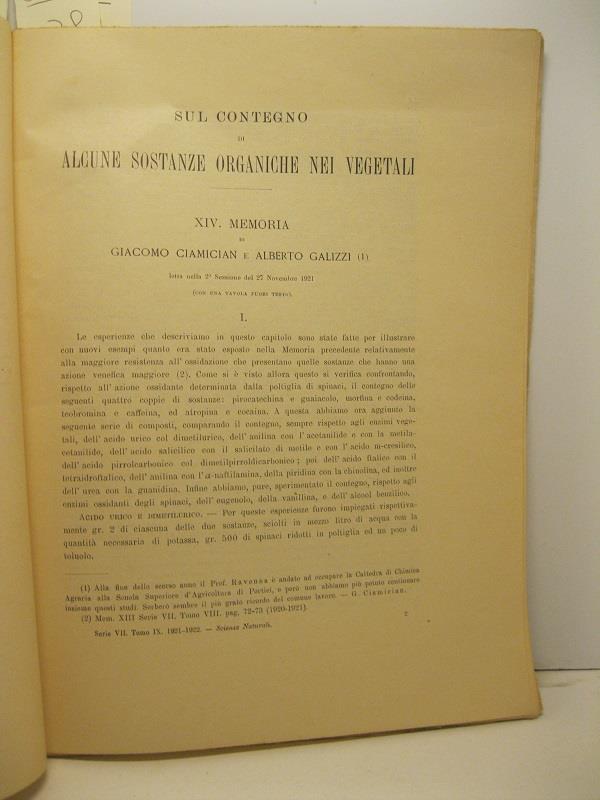 SUL CONTEGNO
DI
ALCUNE SOSTANZE ORGANICHE NEI VEGETALI
XIV. MEMORIA
DI
GIACOMO CIAMICIAN E ALBERTO GALIZZI (1)
letta nella 2ª Sessione del 27 Novembre 1921
(CON UNA TAVOLA FUORI TESTO).
I.
Le esperienze che descriviamo in questo capitolo sono state fatte per illustrare
con nuovi esempi quanto era stato esposto nella Memoria precedente relativamente
alla maggiore resistenza all' ossidazione che presentano quelle sostanze che hanno una
azione venefica maggiore (2). Come si è visto allora questo si verifica confrontando,
rispetto all' azione ossidante determinata dalla poltiglia di spinaci, il contegno delle
seguenti quattro coppie di sostanze: pirocatechina e guaiacolo, morfina e codeina,
teobromina e caffeina, ed atropina e cocaina. A questa abbiamo ora aggiunto la
seguente serie di composti, comparando il contegno, sempre rispetto agli enzimi vege-
tali, dell' acido urico col dimetilurico, dell' anilina con l' acetanilide e con la metila-
cetanilide, dell' acido salicilico con il salicilato di metile e con l' acido m-cresilico,
dell' acido pirrolcarbonico col dimetilpirroldicarbonico; poi dell' acido ftalico con il
tetraidroftalico, dell' anilina con l' α-naftilamina, della piridina con la chinolina, ed inoltre
dell' urea con la guanidina. Infine abbiamo, pure, sperimentato il contegno, rispetto agli
enzimi ossidanti degli spinaci, dell' eugenolo, della vanillina, e dell' alcool benzilico.
ACIDO URICO E DIMETILURICO. — Per queste esperienze furono impiegati rispettiva-
mente gr. 2 di ciascuna delle due sostanze, sciolti in mezzo litro di acqua con la
quantità necessaria di potassa, gr. 500 di spinaci ridotti in poltiglia ed un poco di
toluolo.
(1) Alla fine dello scorso anno il Prof. Ravenna è andato ad occupare la Cattedra di Chimica
Agraria alla Scuola Superiore d'Agricoltura di Portici, e però non abbiamo più potuto continuare
insieme questi studi. Serberò sempre il più grato ricordo del comune lavoro. — G. Ciamician.
(2) Mem. XIII Serie VII. Tomo VIII. pag. 72-73 (1920-1921).
Serie VII. Tomo IX. 1921-1922. — Scienze Naturali.
2